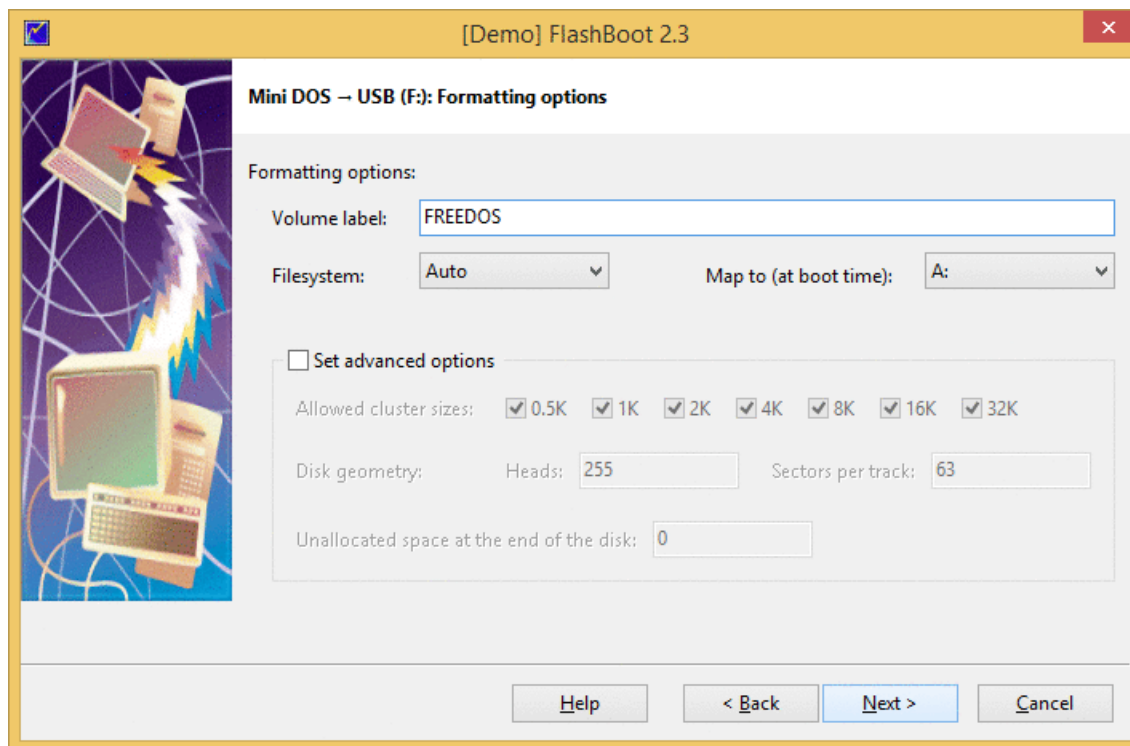 [Demo] FlashBoot 2.3
Mini DOS → USB (F:): Formatting options
Formatting options:
Volume label: FREEDOS
Filesystem: Auto Map to (at boot time): A:
Set advanced options
Allowed cluster sizes: 0.5K 1K 2K 4K 8K 16K 32K
Disk geometry: Heads: 255 Sectors per track: 63
Unallocated space at the end of the disk: 0
Help < Back Next > Cancel